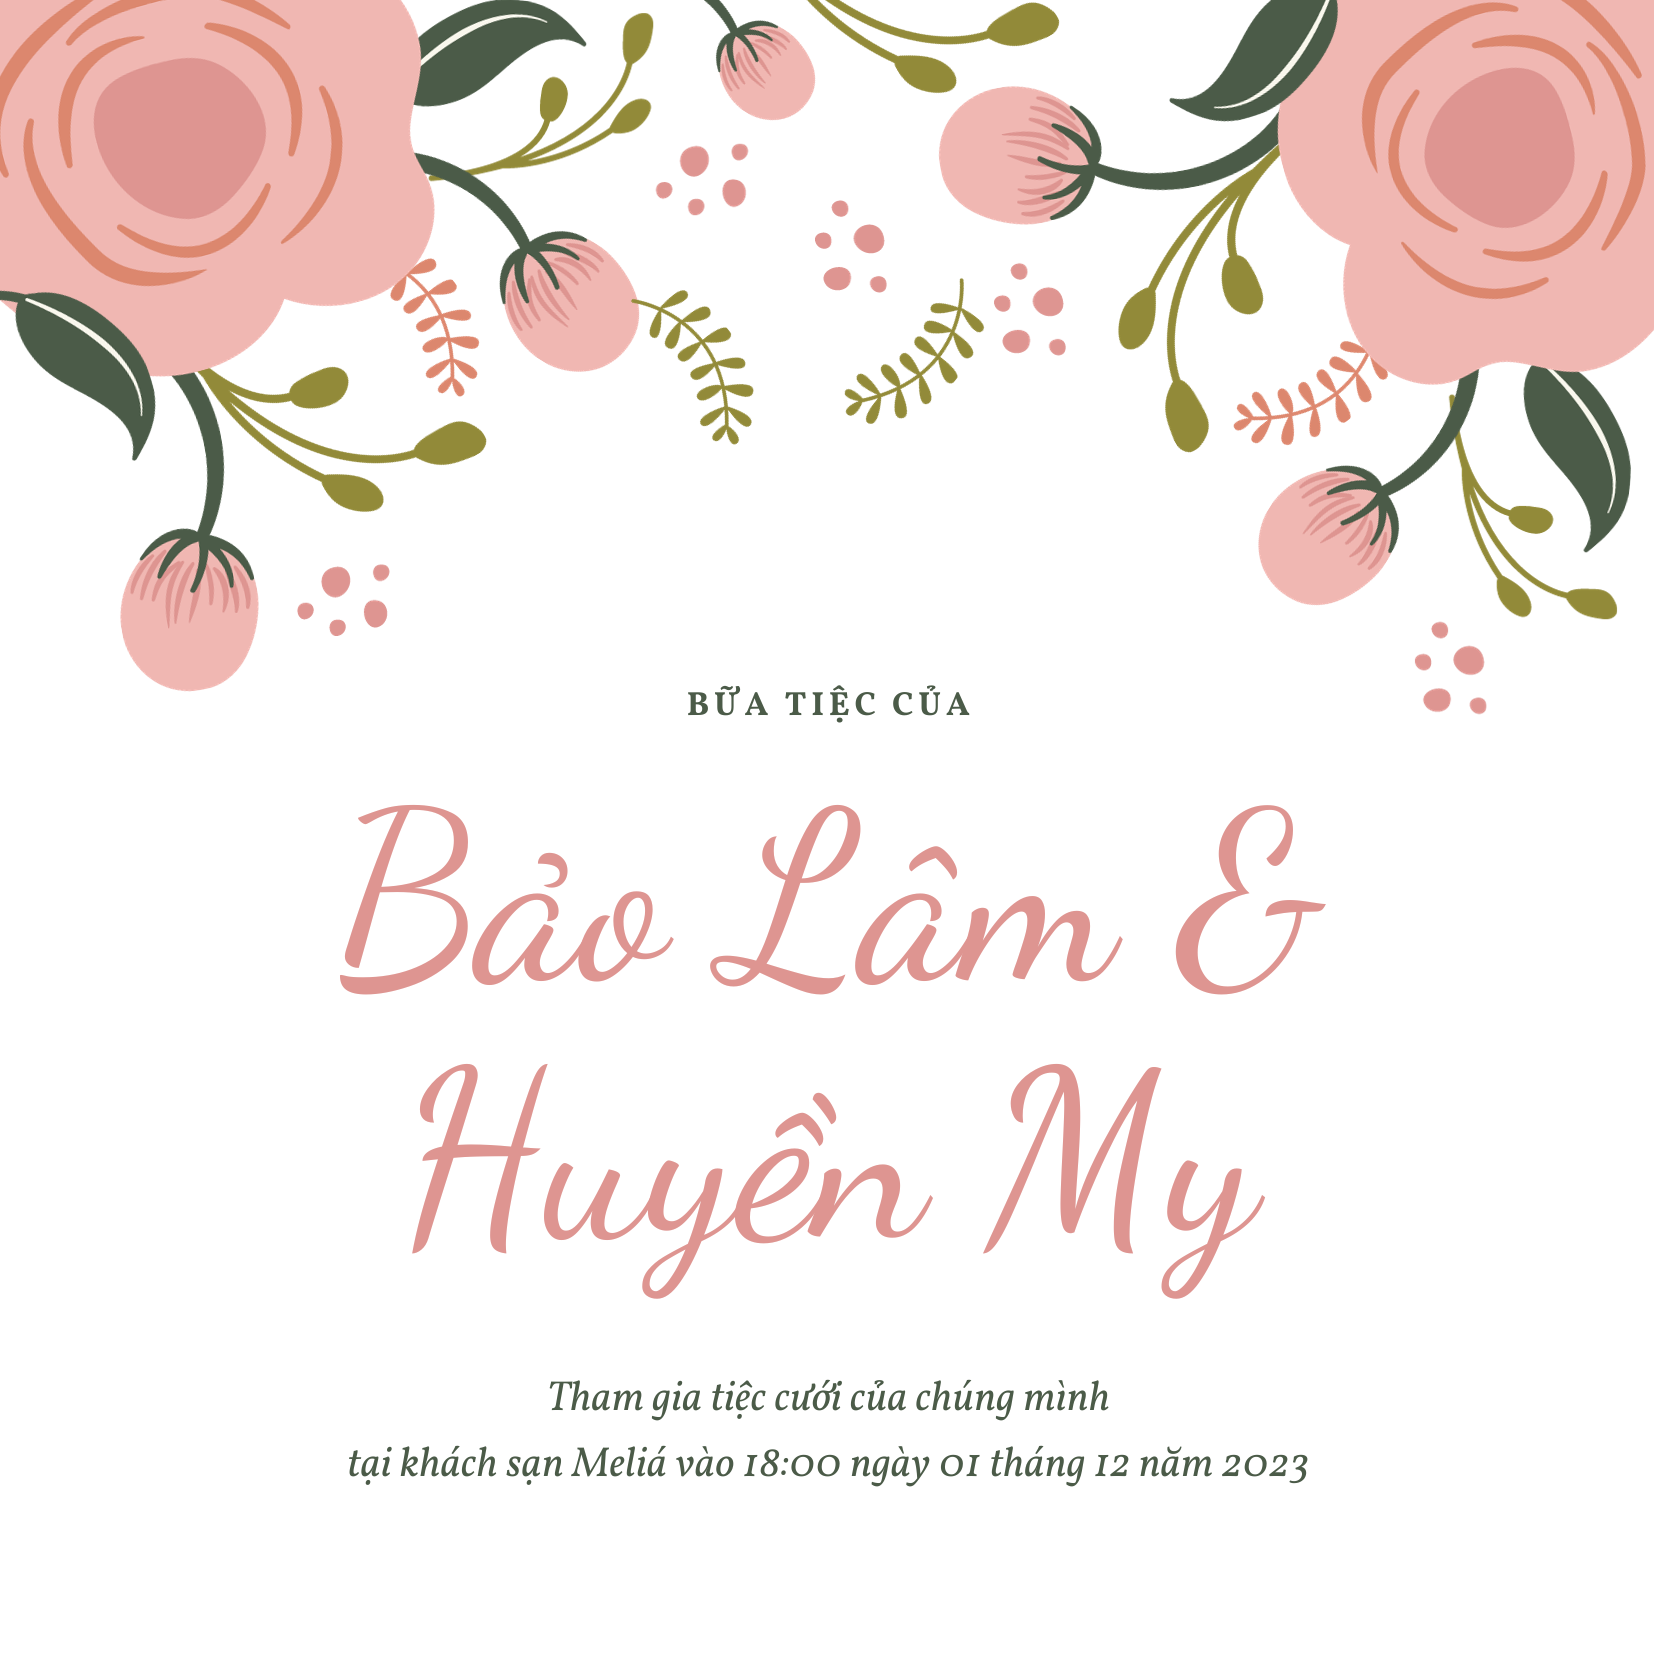 BỮA TIỆC CỦA
Bảo Lâm &
Huyền My
Tham gia tiệc cưới của chúng mình
tại khách sạn Meliá vào 18:00 ngày 01 tháng 12 năm 2023